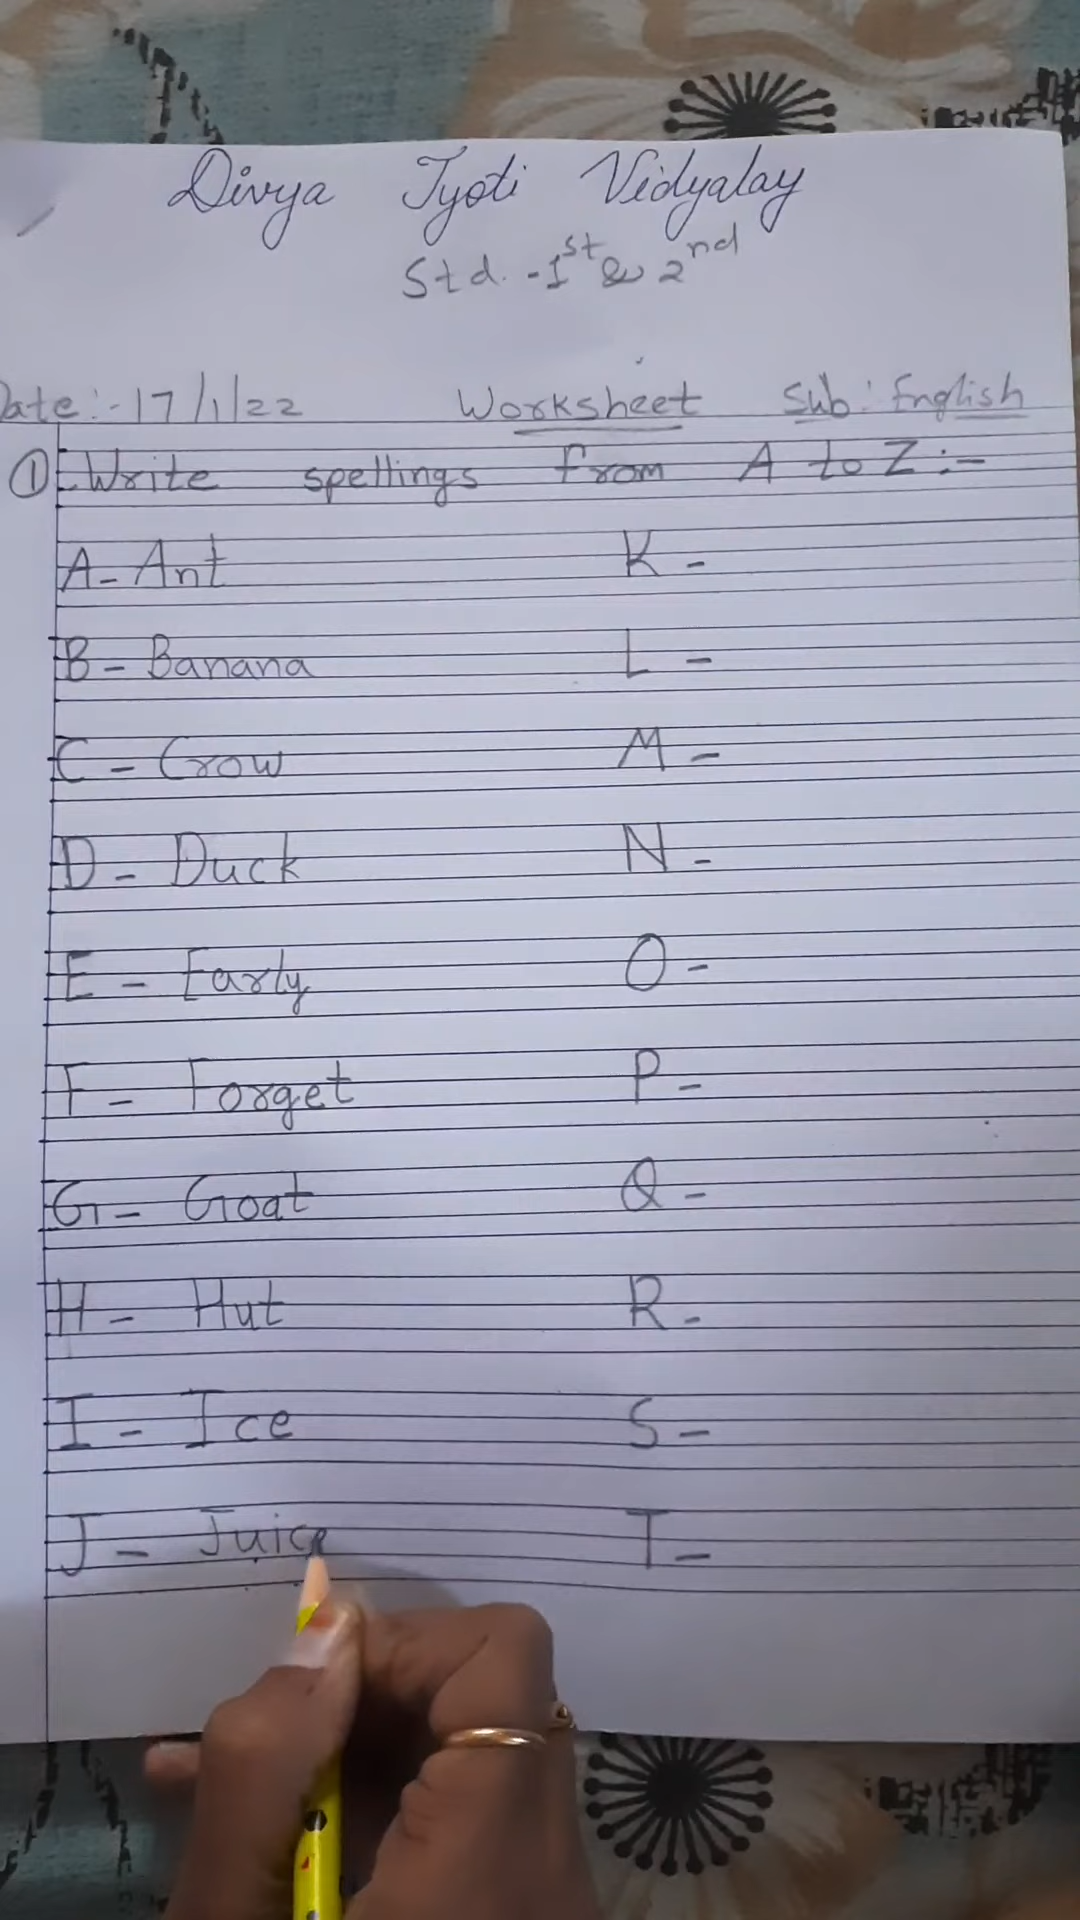 Divya Jyoti Vidyalay
Std. - 1st & 2nd
Date:- 17/1/22 Worksheet Sub: English
① Write spellings from A to Z :-
A - Ant K -
B - Banana L -
C - Crow M -
D - Duck N -
E - Early O -
F - Forget P -
G - Goat Q -
H - Hut R -
I - Ice S -
J - Juice T -